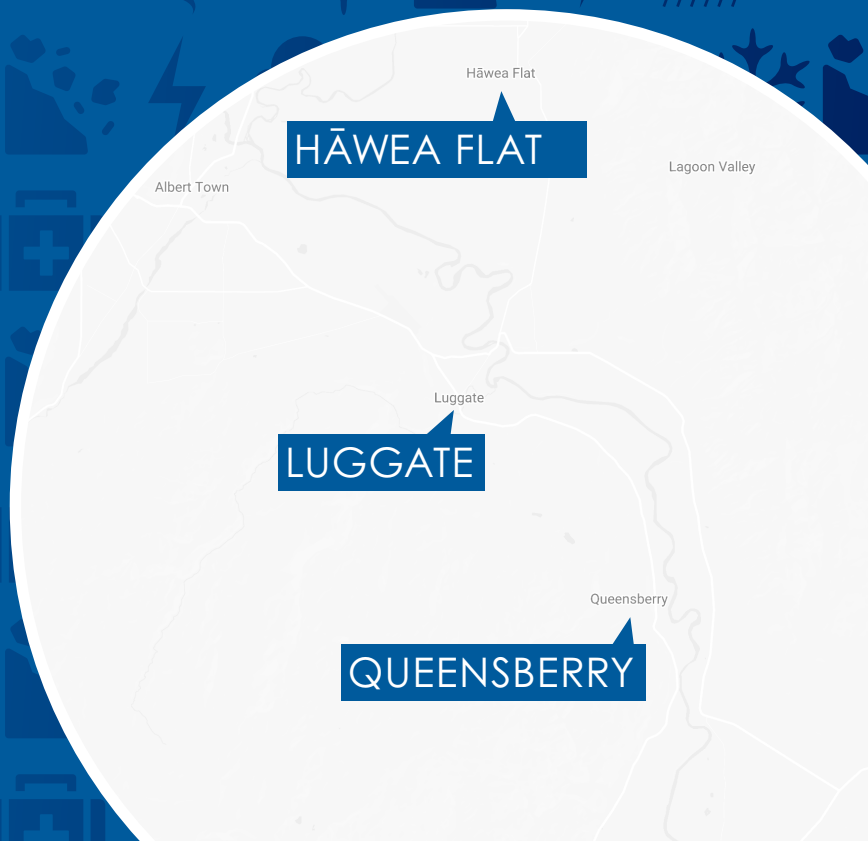 Hāwea Flat
HĀWEA FLAT
Lagoon Valley
Albert Town
Luggate
LUGGATE
Queensberry
QUEENSBERRY